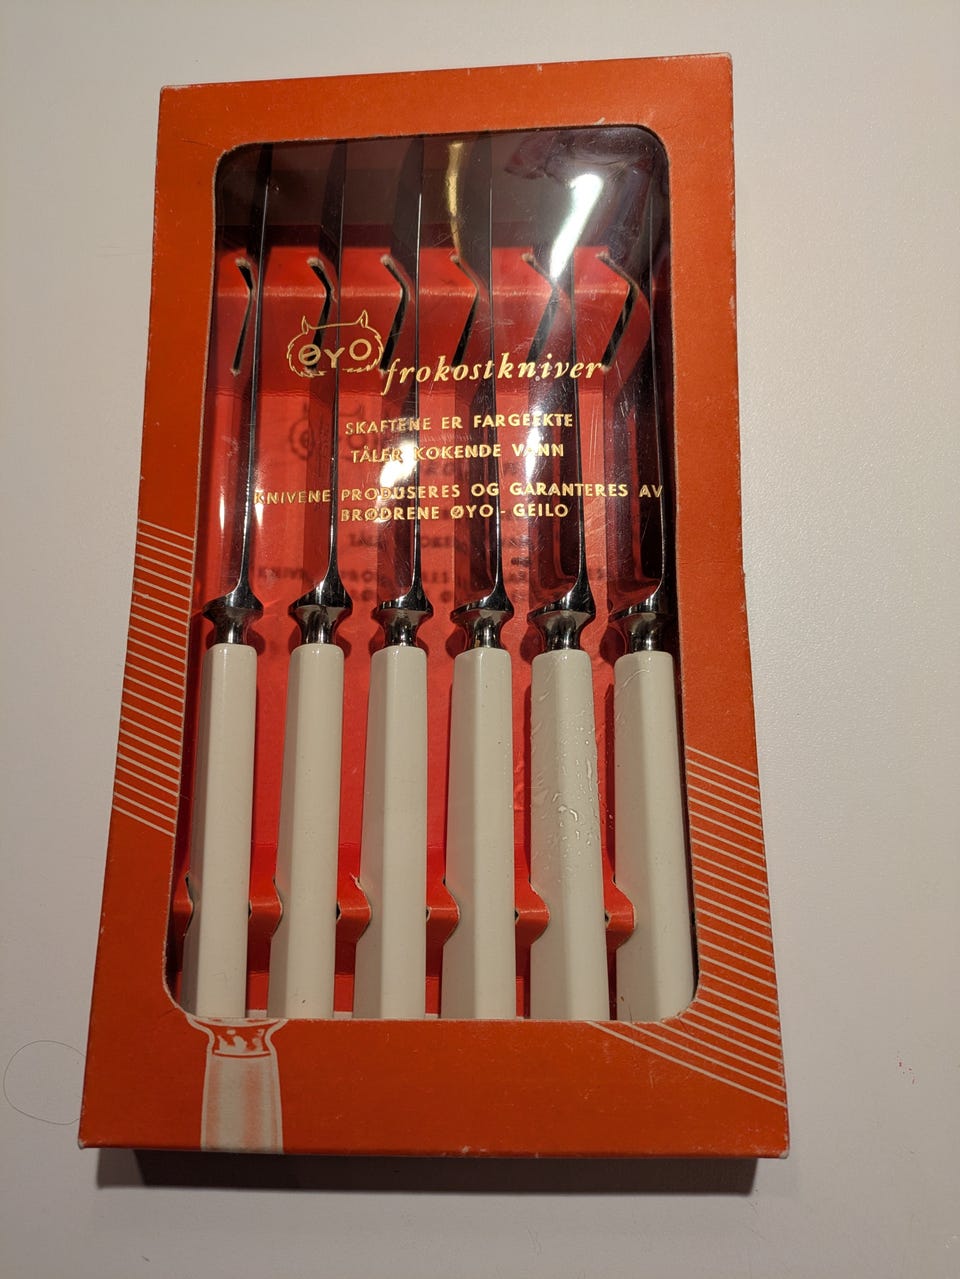 ØYO
frokostkniver
SKAFTENE ER FARGEEKTE
TÅLER KOKENDE VANN
KNIVENE PRODUSERES OG GARANTERES AV
BRØDRENE ØYO - GEILO